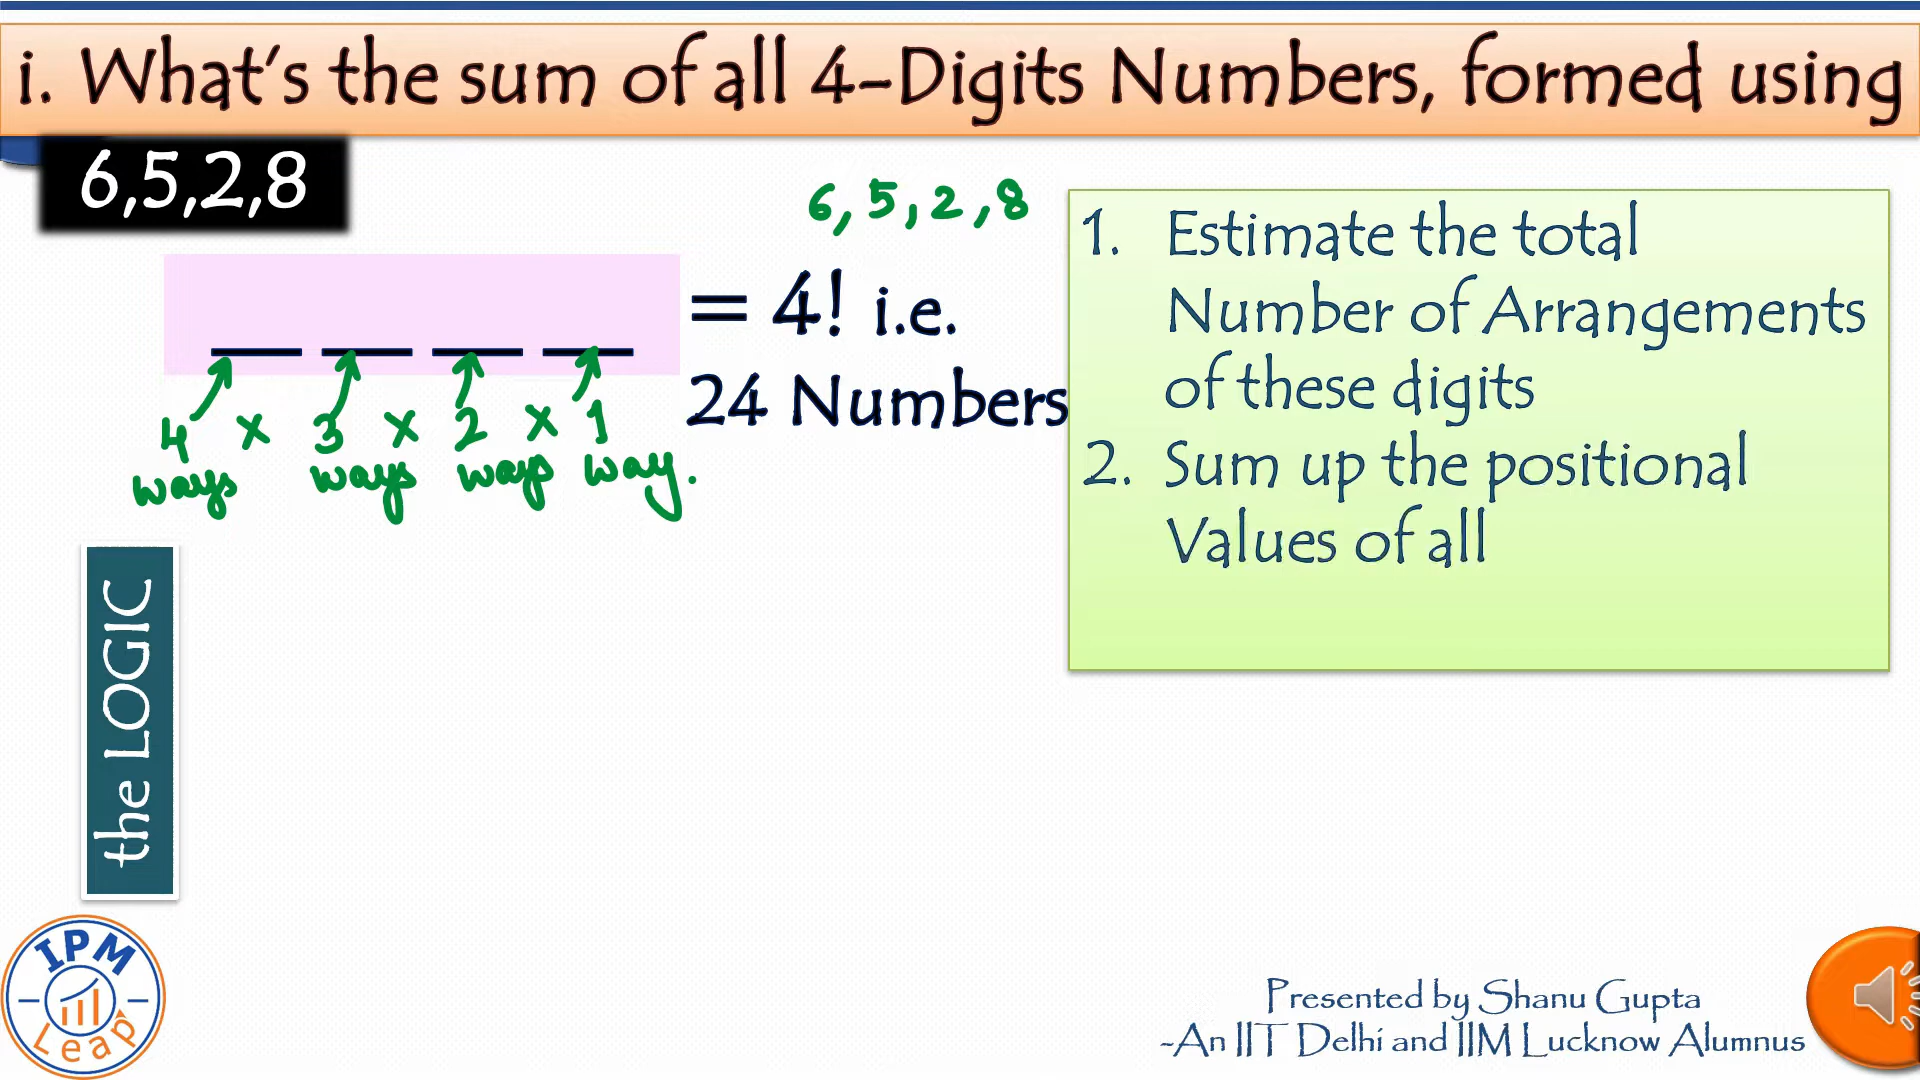 i. What's the sum of all 4-Digits Numbers, formed using
6,5,2,8
6, 5, 2, 8
= 4! i.e.
24 Numbers
4 x 3 x 2 x 1
ways ways ways way.
1. Estimate the total
Number of Arrangements
of these digits
2. Sum up the positional
Values of all
the LOGIC
IPM
Leap
Presented by Shanu Gupta
-An IIT Delhi and IIM Lucknow Alumnus